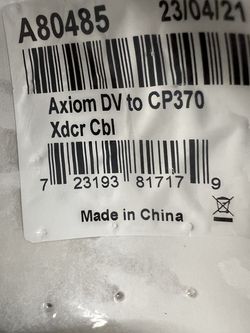 A80485 23/04/21
Axiom DV to CP370
Xdcr Cbl
7 23193 81717 9
Made in China